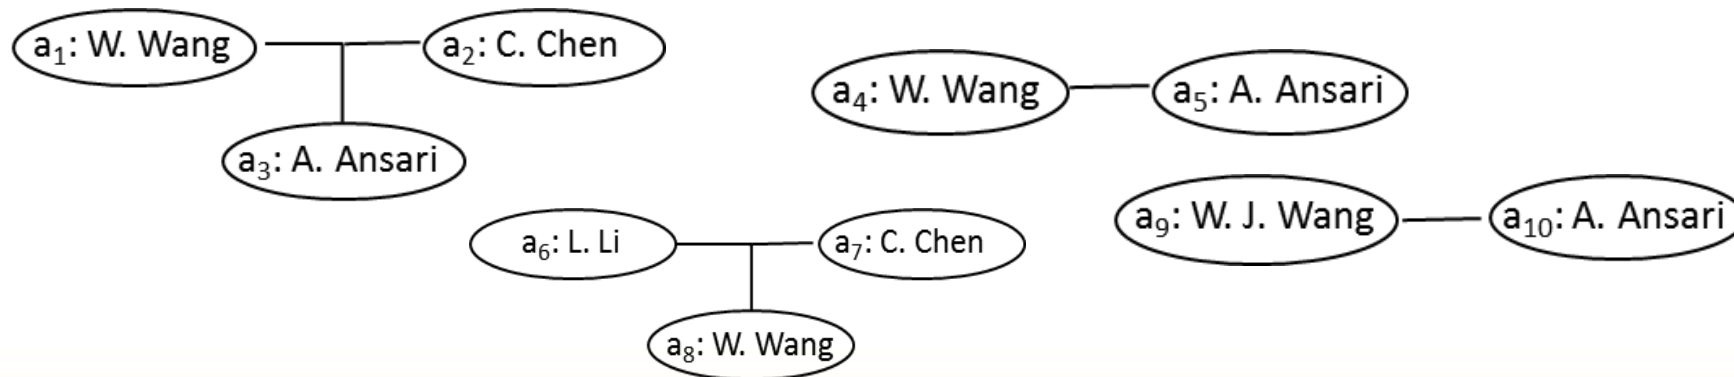 a₁: W. Wang
a₂: C. Chen
a₃: A. Ansari
a₄: W. Wang
a₅: A. Ansari
a₆: L. Li
a₇: C. Chen
a₈: W. Wang
a₉: W. J. Wang
a₁₀: A. Ansari